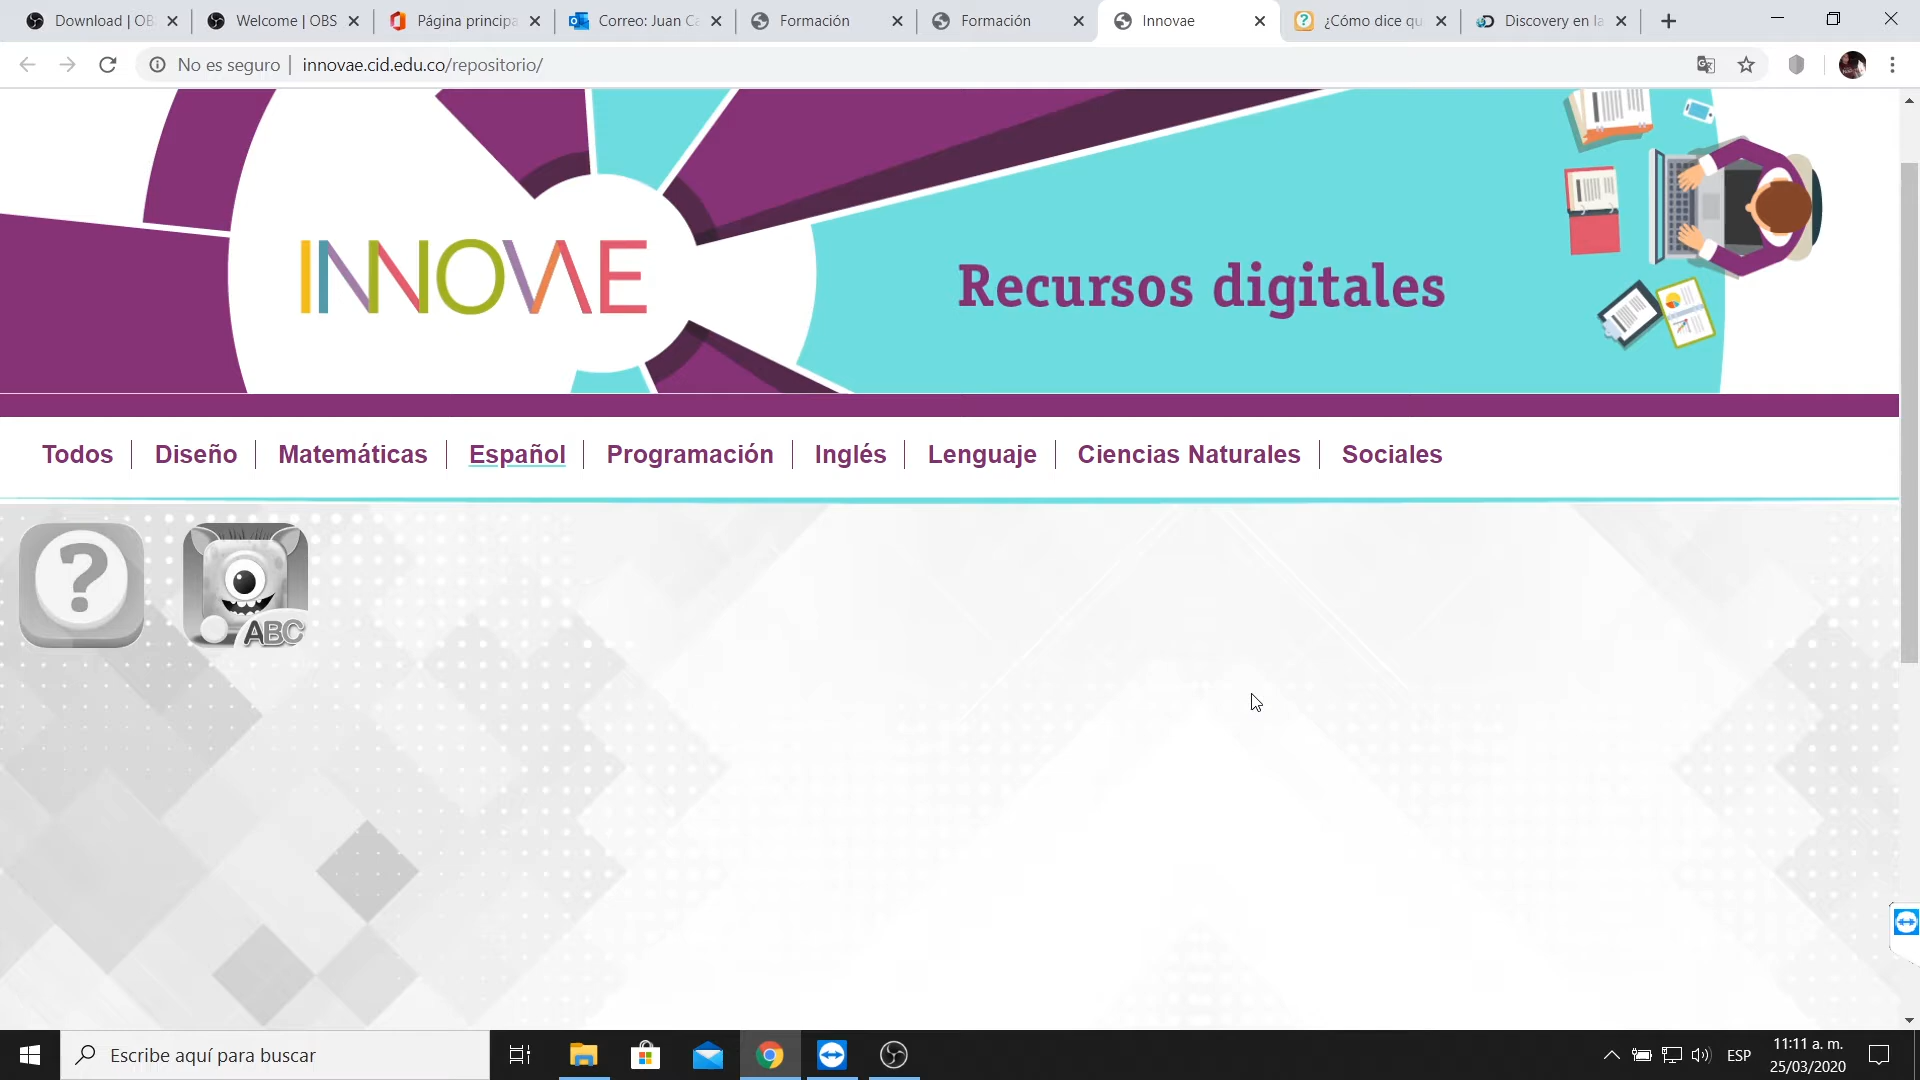 Download | OB
Welcome | OBS
Página principa
Correo: Juan Ca
Formación
Formación
Innovae
¿Cómo dice qu
Discovery en la
No es seguro | innovae.cid.edu.co/repositorio/
INNOVAE
Recursos digitales
Todos
Diseño
Matemáticas
Español
Programación
Inglés
Lenguaje
Ciencias Naturales
Sociales
?
ABC
Escribe aquí para buscar
ESP
11:11 a. m.
25/03/2020